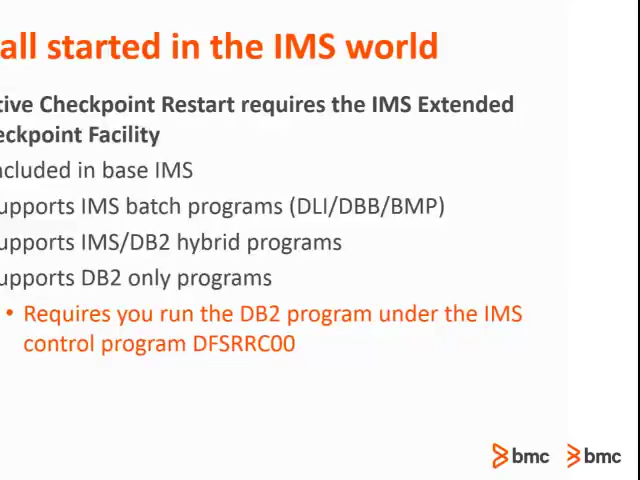 all started in the IMS world
tive Checkpoint Restart requires the IMS Extended
eckpoint Facility
ncluded in base IMS
upports IMS batch programs (DLI/DBB/BMP)
upports IMS/DB2 hybrid programs
upports DB2 only programs
• Requires you run the DB2 program under the IMS
control program DFSRRC00
bmc bmc